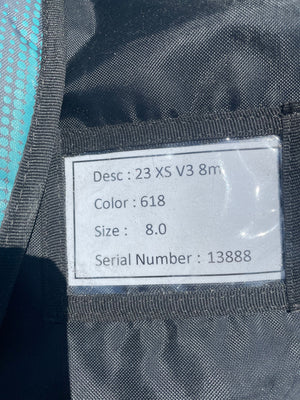 Desc : 23 XS V3 8m
Color : 618
Size : 8.0
Serial Number : 13888